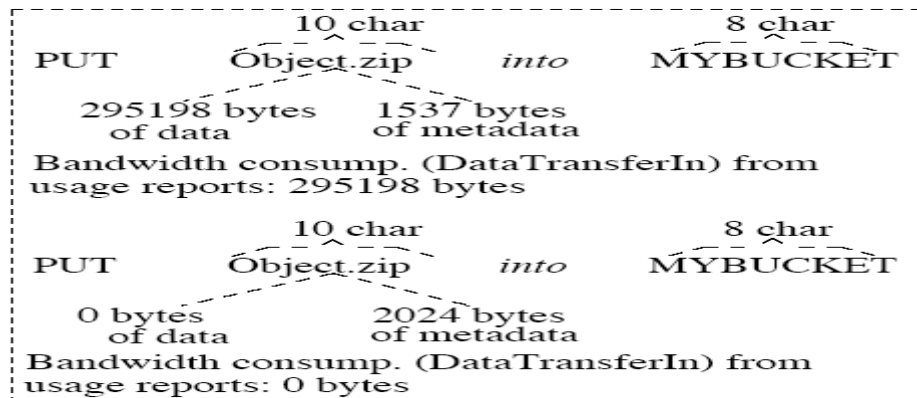 10 char 8 char
PUT Object.zip into MYBUCKET
295198 bytes 1537 bytes
of data of metadata
Bandwidth consump. (DataTransferIn) from
usage reports: 295198 bytes
10 char 8 char
PUT Object.zip into MYBUCKET
0 bytes 2024 bytes
of data of metadata
Bandwidth consump. (DataTransferIn) from
usage reports: 0 bytes